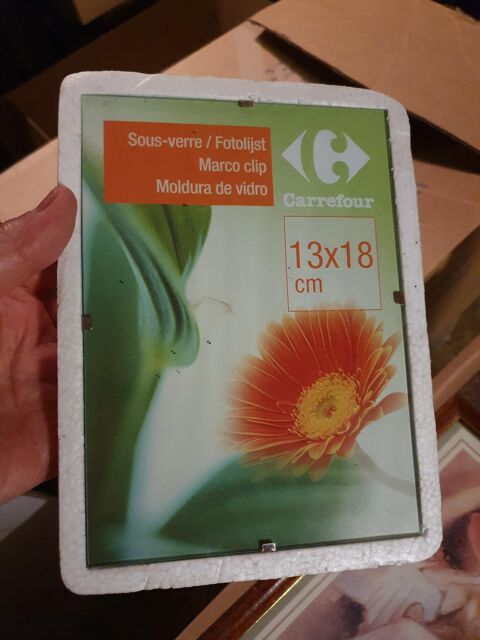 Sous-verre / Fotolijst
Marco clip
Moldura de vidro
Carrefour
13x18
cm